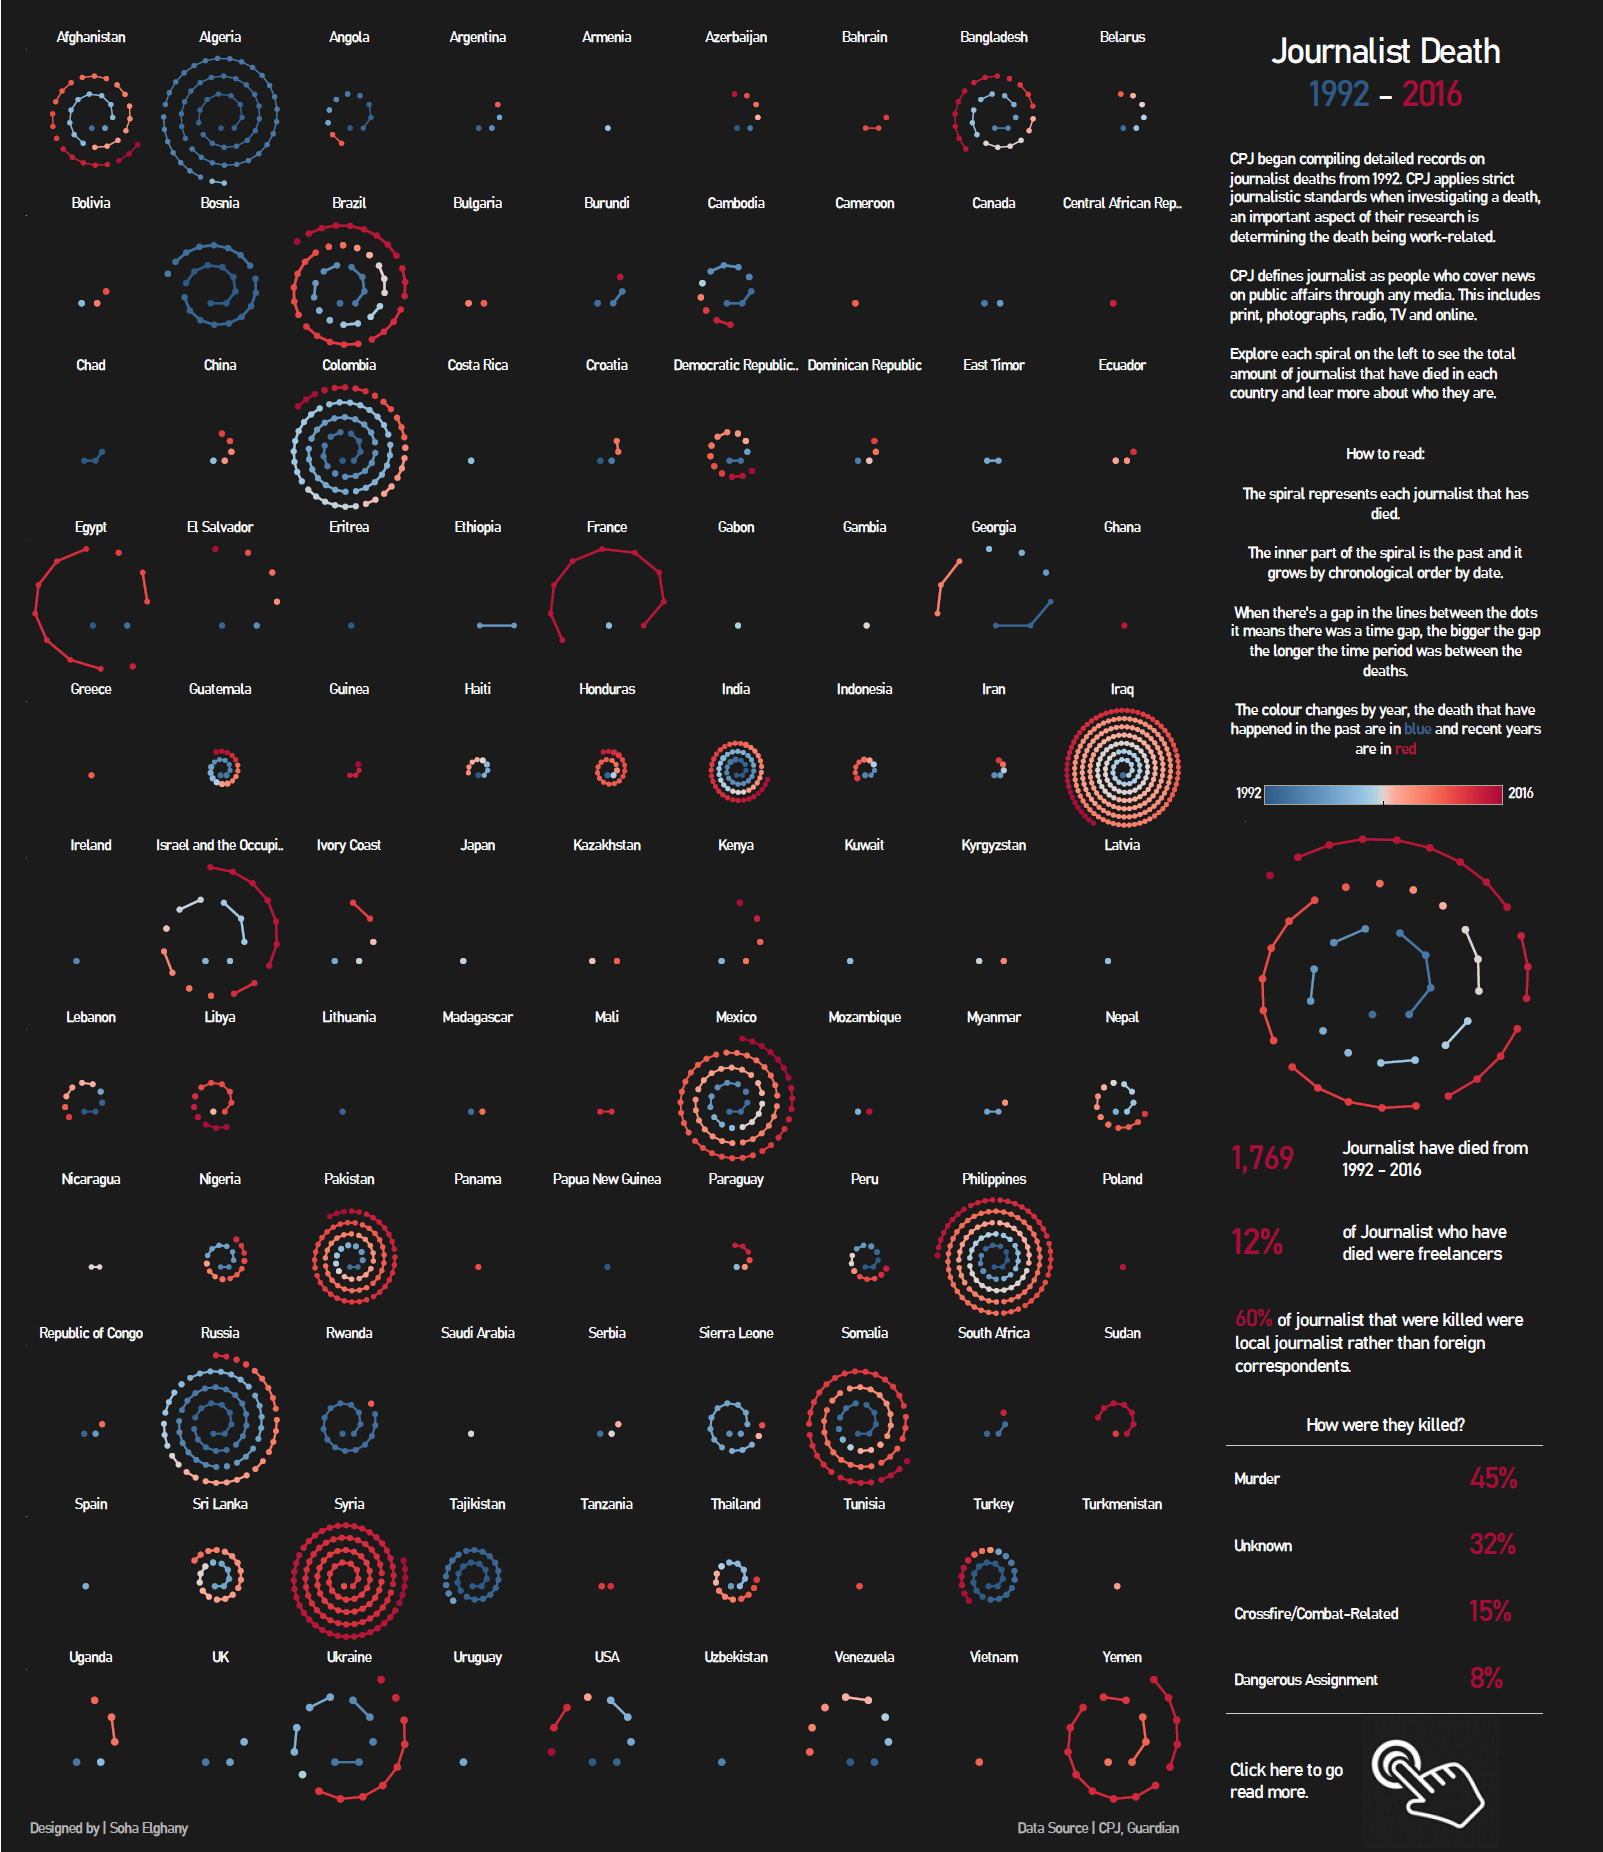 Journalist Death
1992 – 2016
CPJ began compiling detailed records on
journalist deaths from 1992. CPJ applies strict
journalistic standards when investigating a death,
an important aspect of their research is
determining the death being work-related.
CPJ defines journalist as people who cover news
on public affairs through any media. This includes
print, photographs, radio, TV and online.
Explore each spiral on the left to see the total
amount of journalist that have died in each
country and lear more about who they are.
How to read:
The spiral represents each journalist that has
died.
The inner part of the spiral is the past and it
grows by chronological order by date.
When there's a gap in the lines between the dots
it means there was a time gap, the bigger the gap
the longer the time period was between the
deaths.
The colour changes by year, the death that have
happened in the past are in blue and recent years
are in red
1992 2016
1,769 Journalist have died from
1992 - 2016
12% of Journalist who have
died were freelancers
60% of journalist that were killed were
local journalist rather than foreign
correspondents.
How were they killed?
Murder 45%
Unknown 32%
Crossfire/Combat-Related 15%
Dangerous Assignment 8%
Click here to go
read more.
Afghanistan Algeria Angola Argentina Armenia Azerbaijan Bahrain Bangladesh Belarus
Bolivia Bosnia Brazil Bulgaria Burundi Cambodia Cameroon Canada Central African Rep..
Chad China Colombia Costa Rica Croatia Democratic Republic.. Dominican Republic East Timor Ecuador
Egypt El Salvador Eritrea Ethiopia France Gabon Gambia Georgia Ghana
Greece Guatemala Guinea Haiti Honduras India Indonesia Iran Iraq
Ireland Israel and the Occupi.. Ivory Coast Japan Kazakhstan Kenya Kuwait Kyrgyzstan Latvia
Lebanon Libya Lithuania Madagascar Mali Mexico Mozambique Myanmar Nepal
Nicaragua Nigeria Pakistan Panama Papua New Guinea Paraguay Peru Philippines Poland
Republic of Congo Russia Rwanda Saudi Arabia Serbia Sierra Leone Somalia South Africa Sudan
Spain Sri Lanka Syria Tajikistan Tanzania Thailand Tunisia Turkey Turkmenistan
Uganda UK Ukraine Uruguay USA Uzbekistan Venezuela Vietnam Yemen
Designed by | Soha Elghany
Data Source | CPJ, Guardian